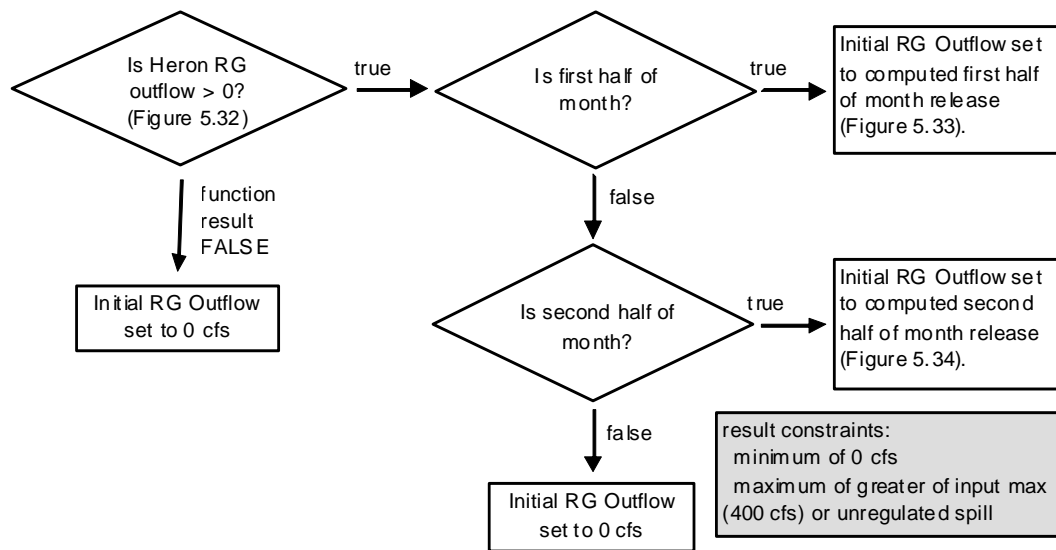 Is Heron RG
outflow > 0?
(Figure 5.32)
true
Is first half of
month?
true
Initial RG Outflow set
to computed first half
of month release
(Figure 5.33).
function
result
FALSE
Initial RG Outflow
set to 0 cfs
false
Is second half of
month?
true
Initial RG Outflow set
to computed second
half of month release
(Figure 5.34).
false
Initial RG Outflow
set to 0 cfs
result constraints:
minimum of 0 cfs
maximum of greater of input max
(400 cfs) or unregulated spill